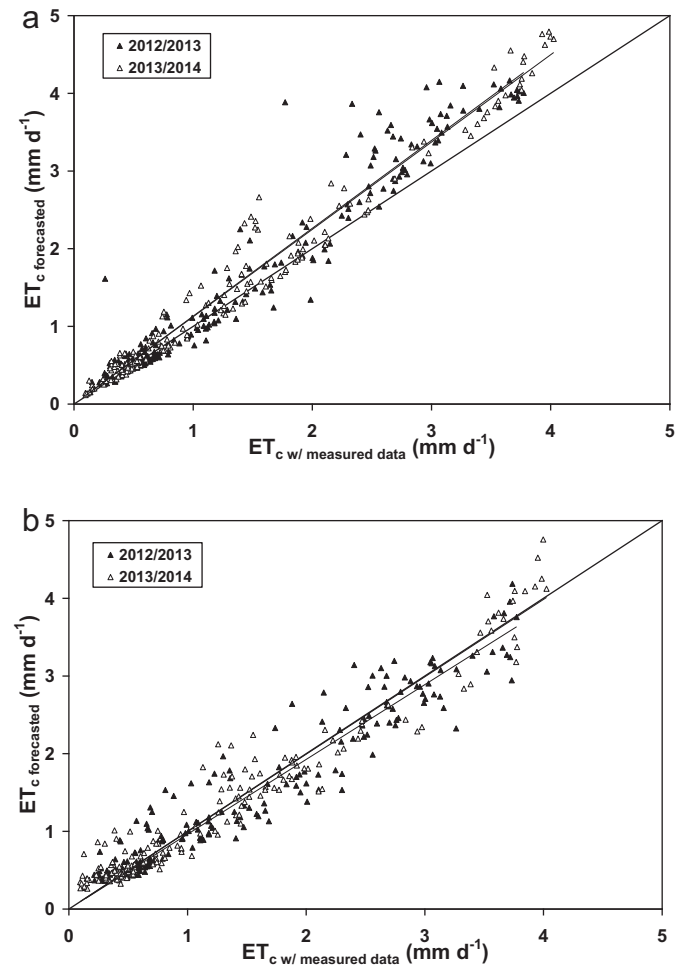 a
5
▲ 2012/2013
△ 2013/2014
4
3
2
1
0
ETc forecasted (mm d-1)
0 1 2 3 4 5
ETc w/ measured data (mm d-1)
b
5
▲ 2012/2013
△ 2013/2014
4
3
2
1
0
ETc forecasted (mm d-1)
0 1 2 3 4 5
ETc w/ measured data (mm d-1)